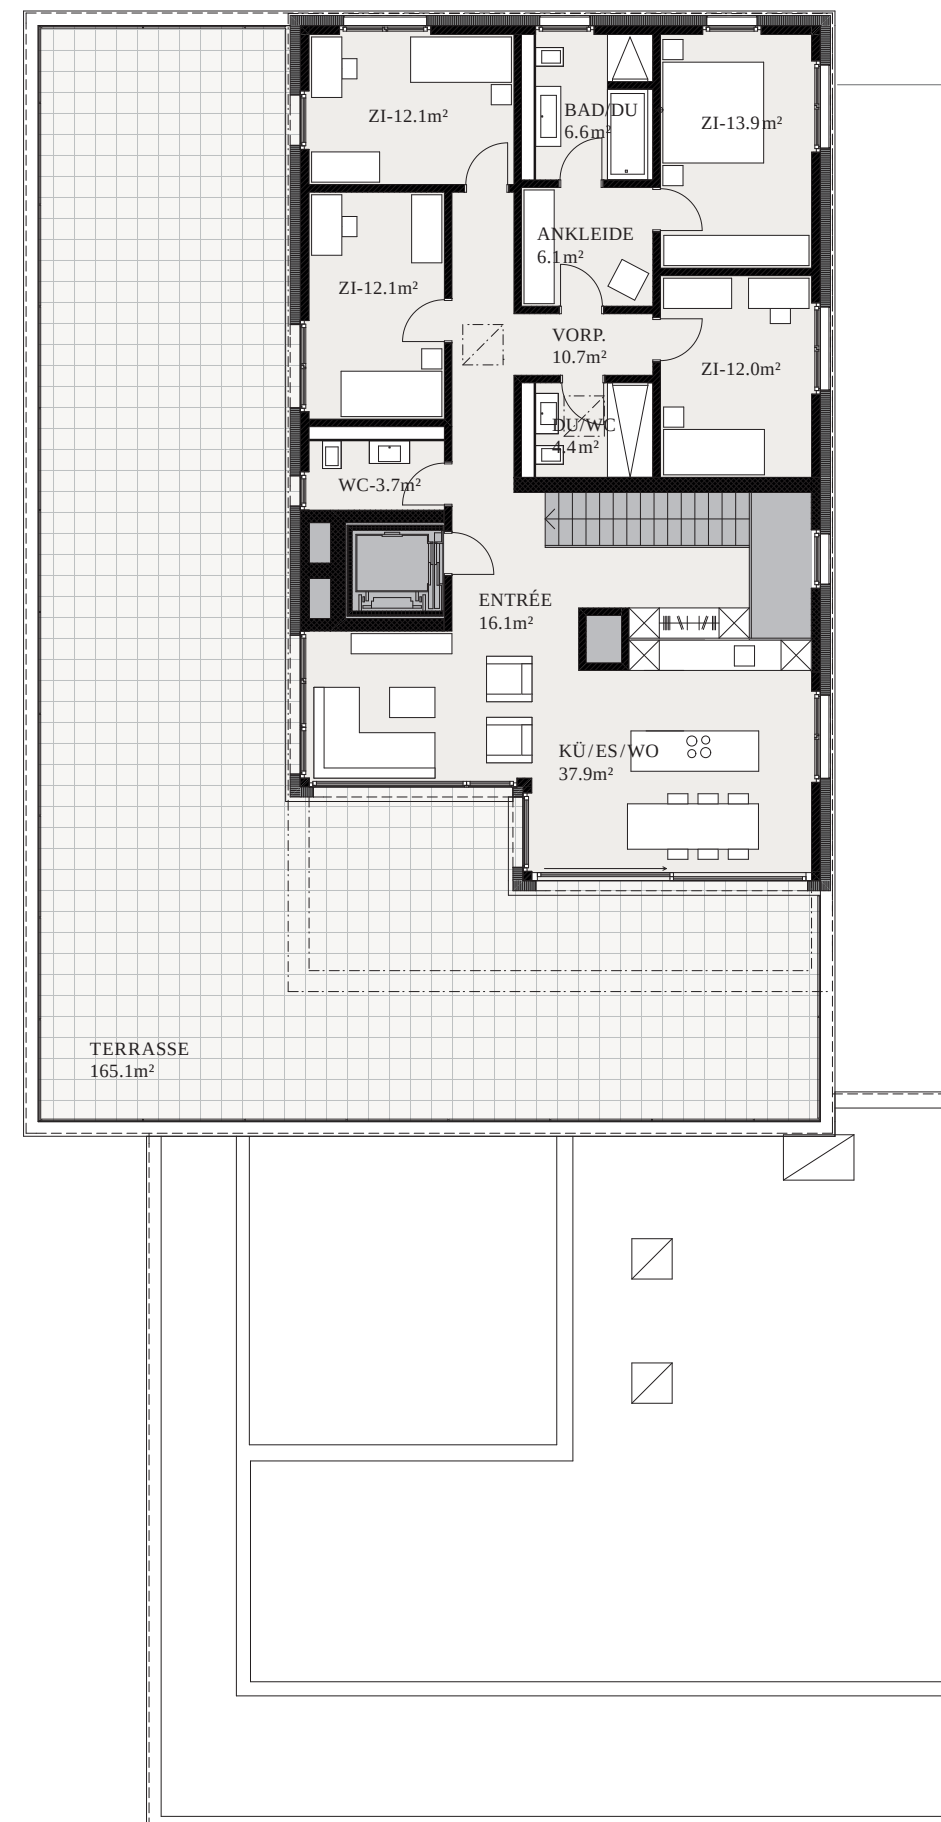 ZI-12.1m²
BAD/DU
6.6m²
ZI-13.9m²
ANKLEIDE
6.1m²
ZI-12.1m²
VORP.
10.7m²
ZI-12.0m²
DU/WC
4.4m²
WC-3.7m²
ENTRÉE
16.1m²
KÜ/ES/WO
37.9m²
TERRASSE
165.1m²